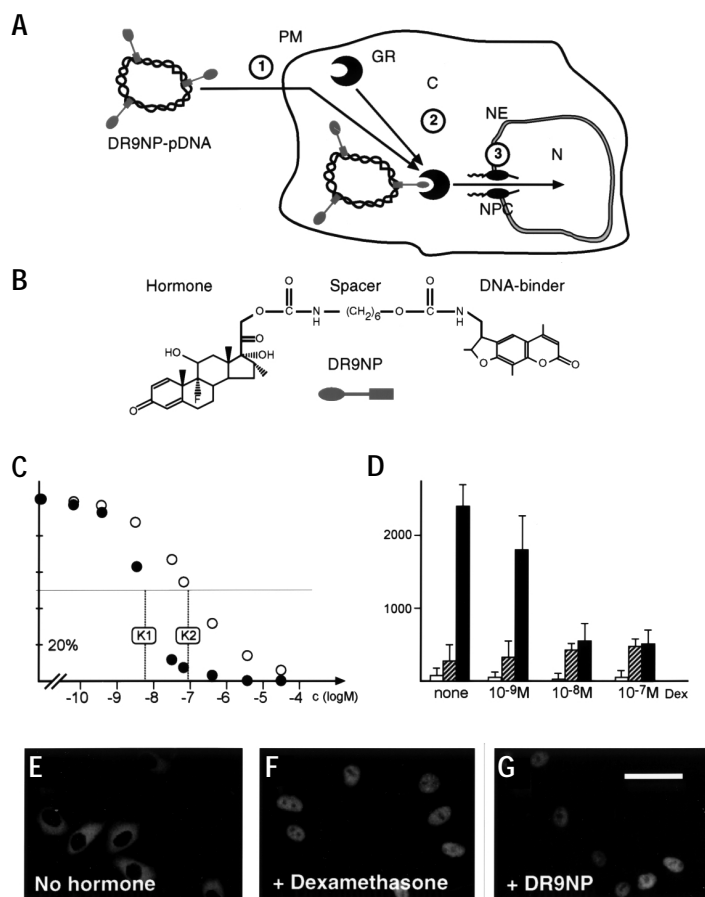 A
PM
GR
1
C
2
NE
3
N
DR9NP-pDNA
NPC
B
Hormone Spacer DNA-binder
O O
O C N (CH2)6 O C N
H H
O
HO OH
F
O
DR9NP
O O O
C
20%
K1 K2
-10 -9 -8 -7 -6 -5 -4 c (logM)
D
2000
1000
none 10-9M 10-8M 10-7M Dex
E
No hormone
F
+ Dexamethasone
G
+ DR9NP